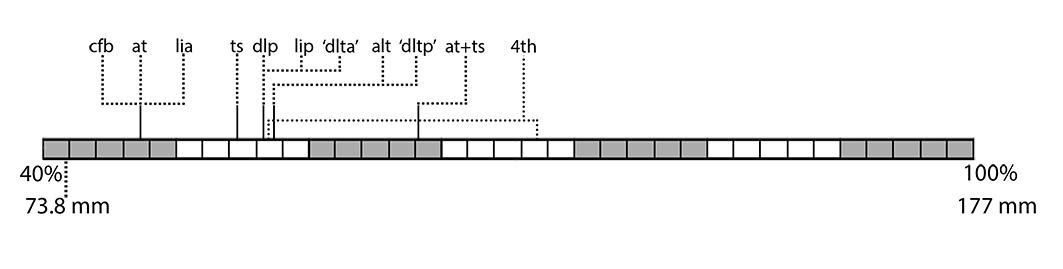 cfb at lia ts dlp lip ‘dlta’ alt ‘dltp’ at+ts 4th
40% 100%
73.8 mm 177 mm